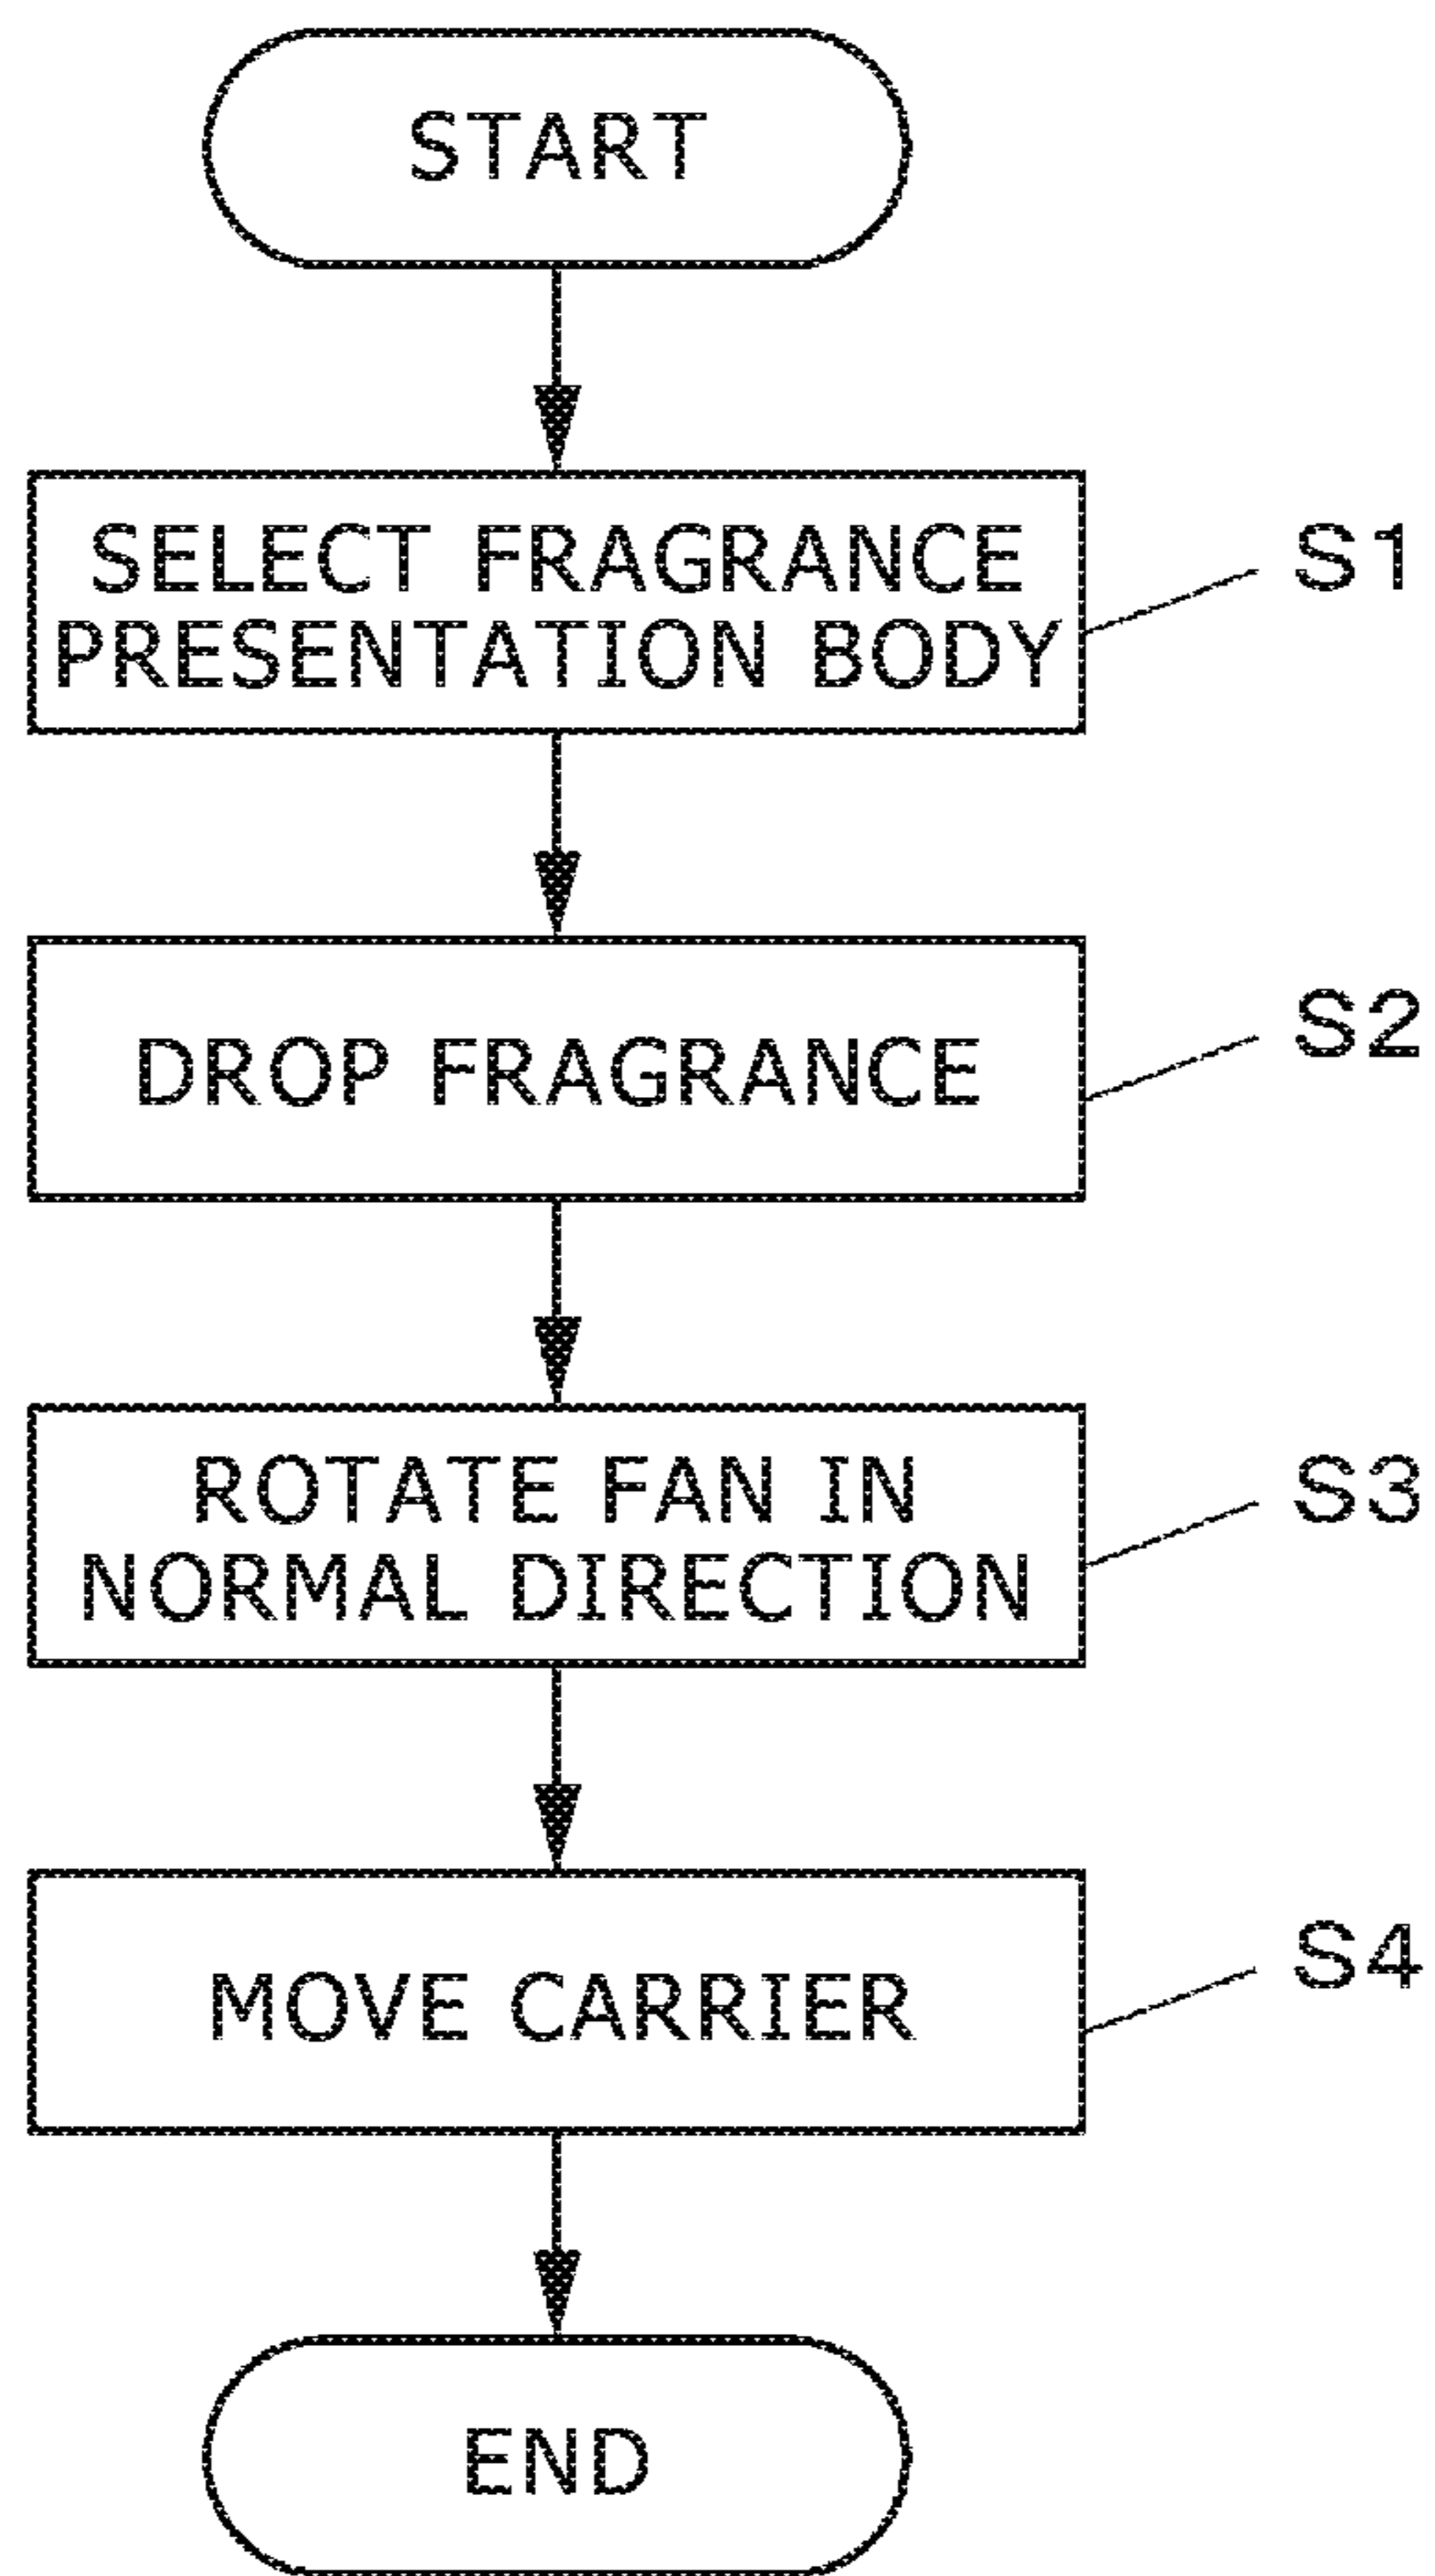 START
SELECT FRAGRANCE
PRESENTATION BODY
S1
DROP FRAGRANCE
S2
ROTATE FAN IN
NORMAL DIRECTION
S3
MOVE CARRIER
S4
END